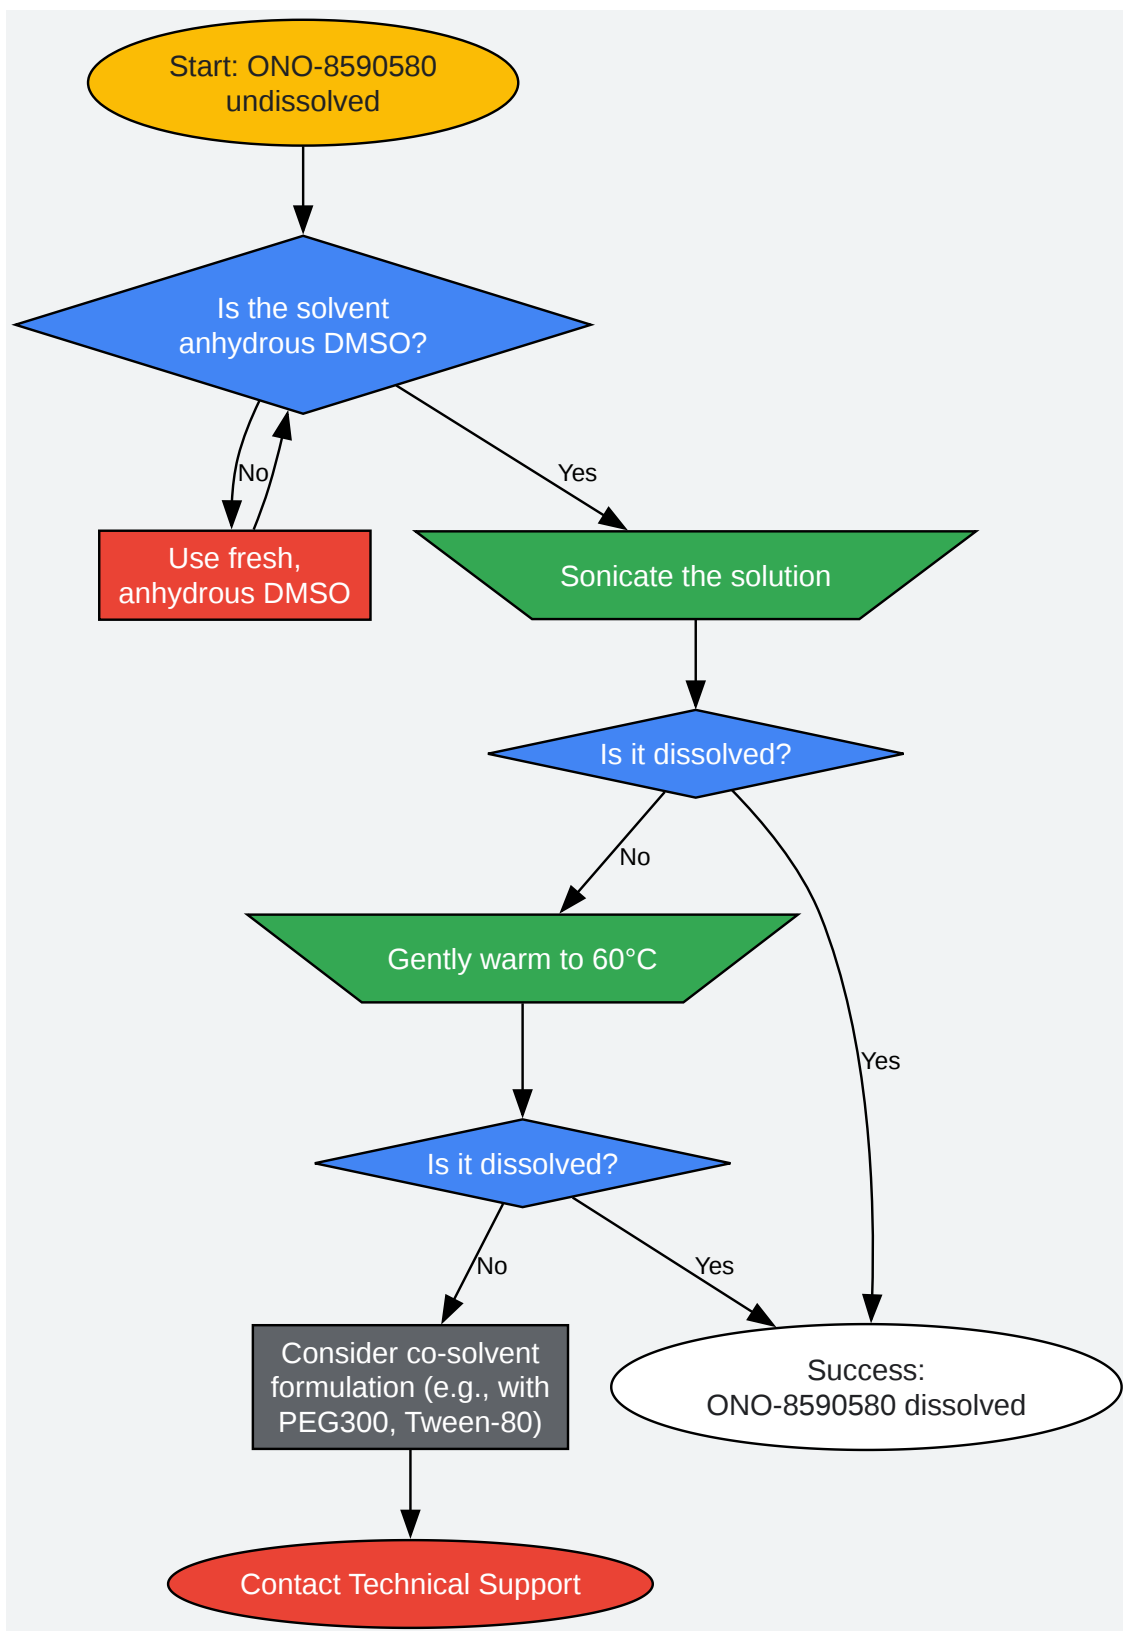 Start: ONO-8590580
undissolved
Is the solvent
anhydrous DMSO?
No
Yes
Use fresh,
anhydrous DMSO
Sonicate the solution
Is it dissolved?
No
Gently warm to 60°C
Yes
Is it dissolved?
No
Yes
Consider co-solvent
formulation (e.g., with
PEG300, Tween-80)
Success:
ONO-8590580 dissolved
Contact Technical Support